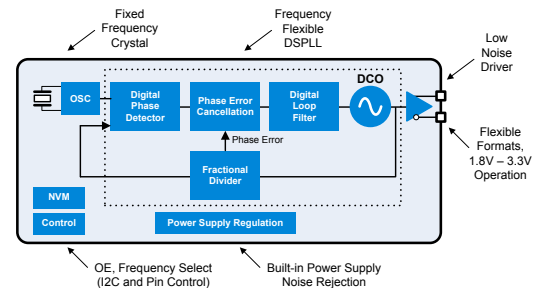 Fixed
Frequency
Crystal
Frequency
Flexible
DSPLL
Low
Noise
Driver
OSC
Digital
Phase
Detector
Phase Error
Cancellation
Digital
Loop
Filter
DCO
Phase Error
Fractional
Divider
Flexible
Formats,
1.8V – 3.3V
Operation
NVM
Control
Power Supply Regulation
OE, Frequency Select
(I2C and Pin Control)
Built-in Power Supply
Noise Rejection